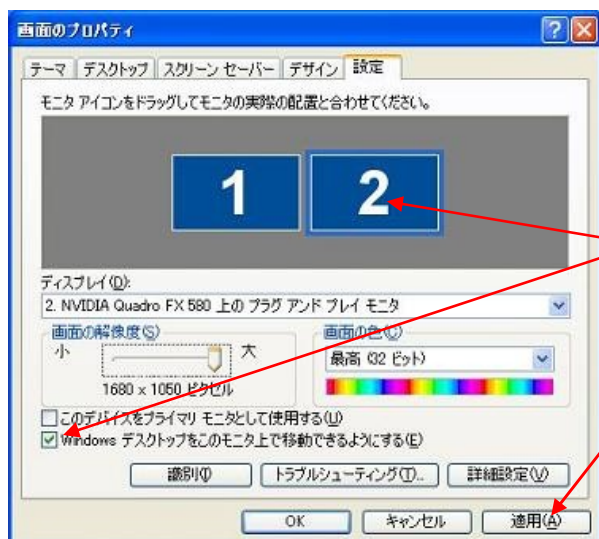 画面のプロパティ
テーマ デスクトップ スクリーン セーバー デザイン 設定
モニタ アイコンをドラッグしてモニタの実際の配置と合わせてください。
1 2
ディスプレイ(D):
2. NVIDIA Quadro FX 580 上の プラグ アンド プレイ モニタ
画面の解像度(S) 画面の色(C)
小 大 最高 (32 ビット)
1680 x 1050 ピクセル
このデバイスをプライマリ モニタとして使用する(U)
Windows デスクトップをこのモニタ上で移動できるようにする(E)
識別(I) トラブルシューティング(T)... 詳細設定(V)
OK キャンセル 適用(A)